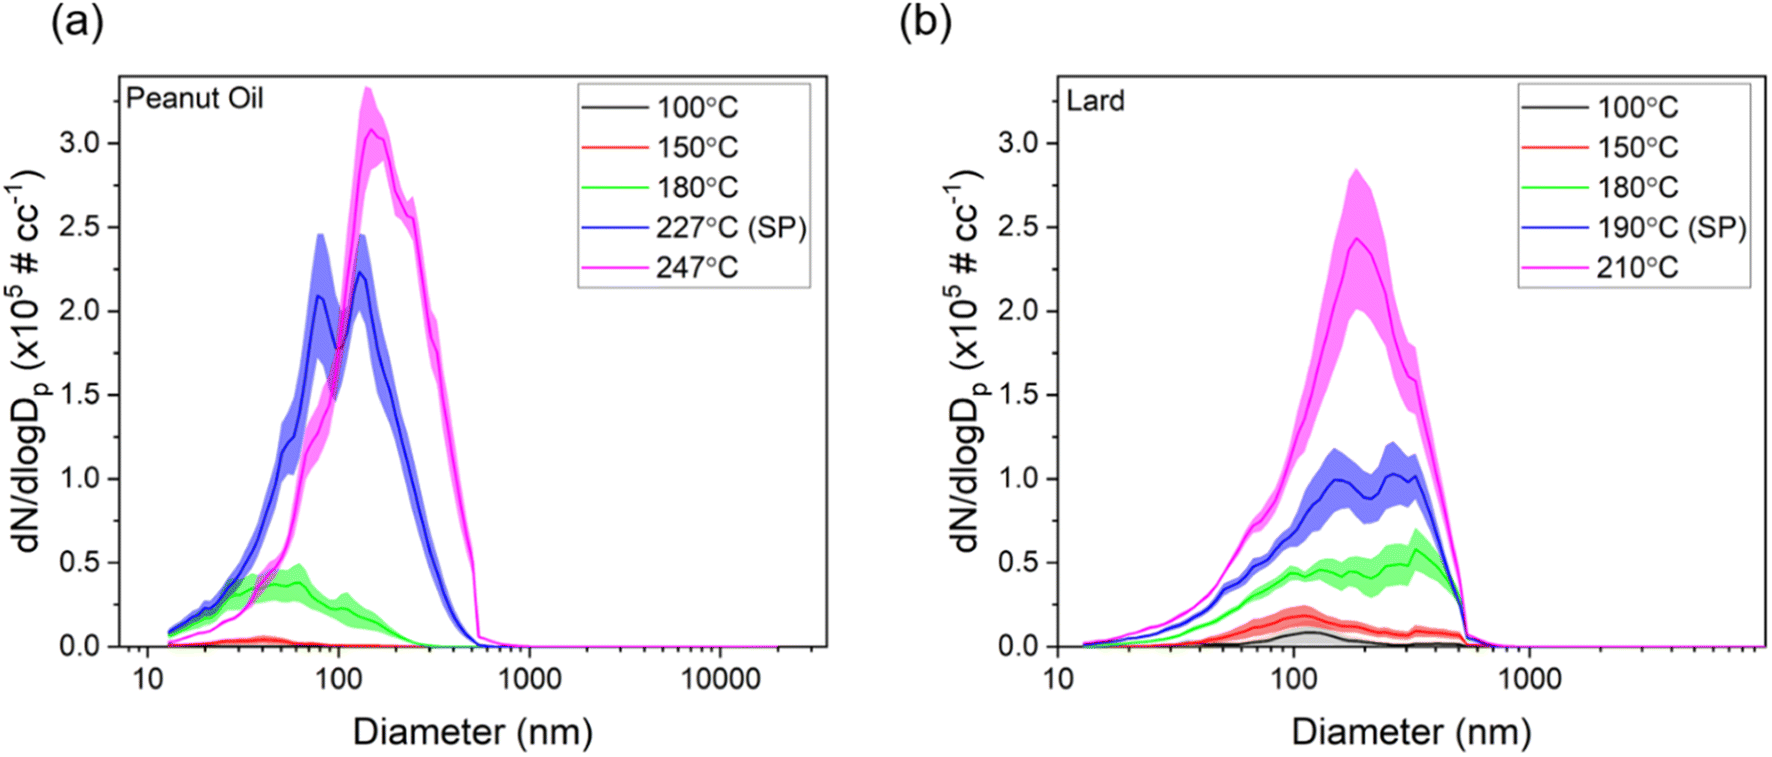 (a)
Peanut Oil
100°C
150°C
180°C
227°C (SP)
247°C
3.0
2.5
2.0
1.5
1.0
0.5
0.0
10
100
1000
10000
dN/dlogDp (x10⁵ # cc⁻¹)
Diameter (nm)
(b)
Lard
100°C
150°C
180°C
190°C (SP)
210°C
3.0
2.5
2.0
1.5
1.0
0.5
0.0
10
100
1000
dN/dlogDp (x10⁵ # cc⁻¹)
Diameter (nm)